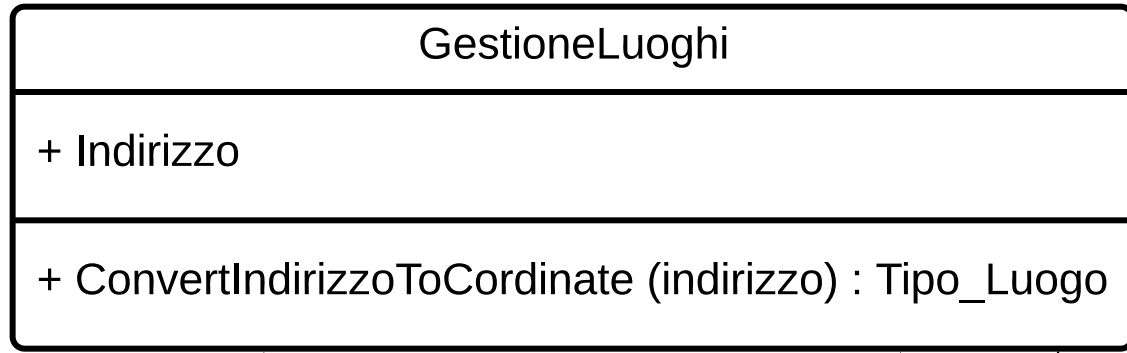 GestioneLuoghi
+ Indirizzo
+ ConvertIndirizzoToCordinate (indirizzo) : Tipo_Luogo